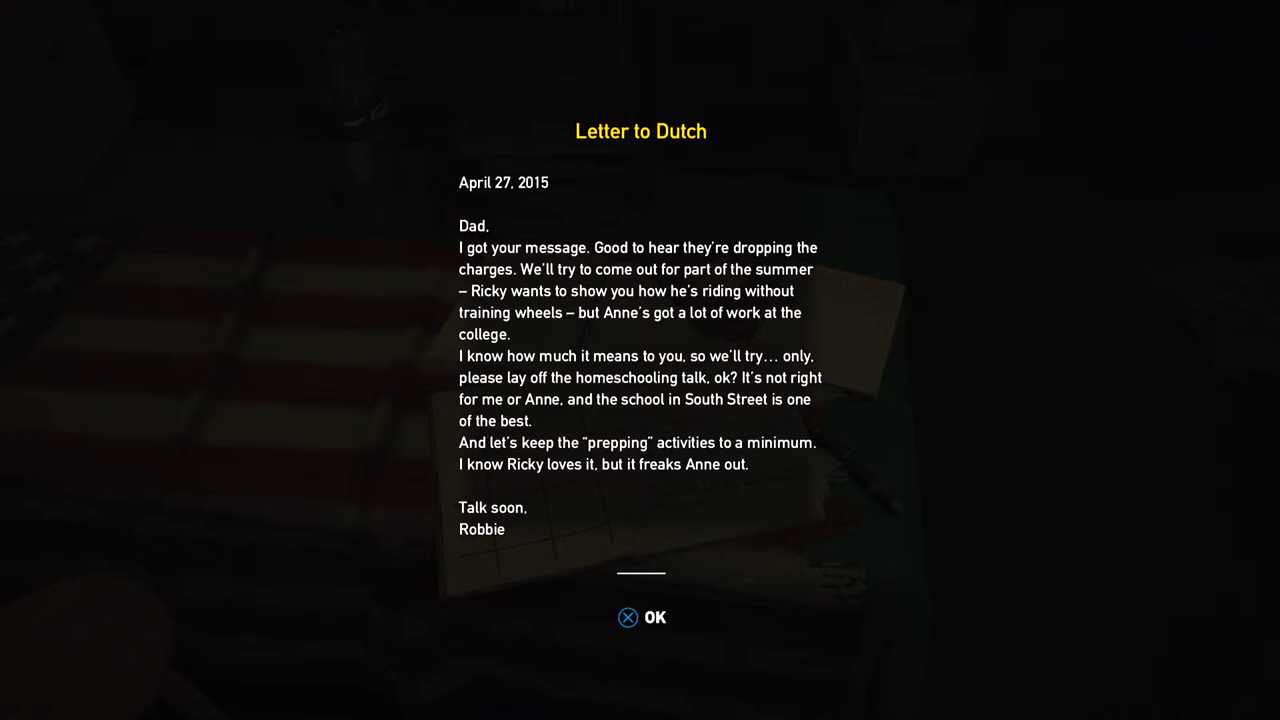 Letter to Dutch
April 27, 2015
Dad,
I got your message. Good to hear they're dropping the
charges. We'll try to come out for part of the summer
– Ricky wants to show you how he's riding without
training wheels – but Anne's got a lot of work at the
college.
I know how much it means to you, so we'll try… only,
please lay off the homeschooling talk, ok? It's not right
for me or Anne, and the school in South Street is one
of the best.
And let's keep the “prepping” activities to a minimum.
I know Ricky loves it, but it freaks Anne out.
Talk soon,
Robbie
OK